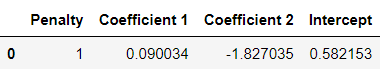 Penalty Coefficient 1 Coefficient 2 Intercept
0 1 0.090034 -1.827035 0.582153